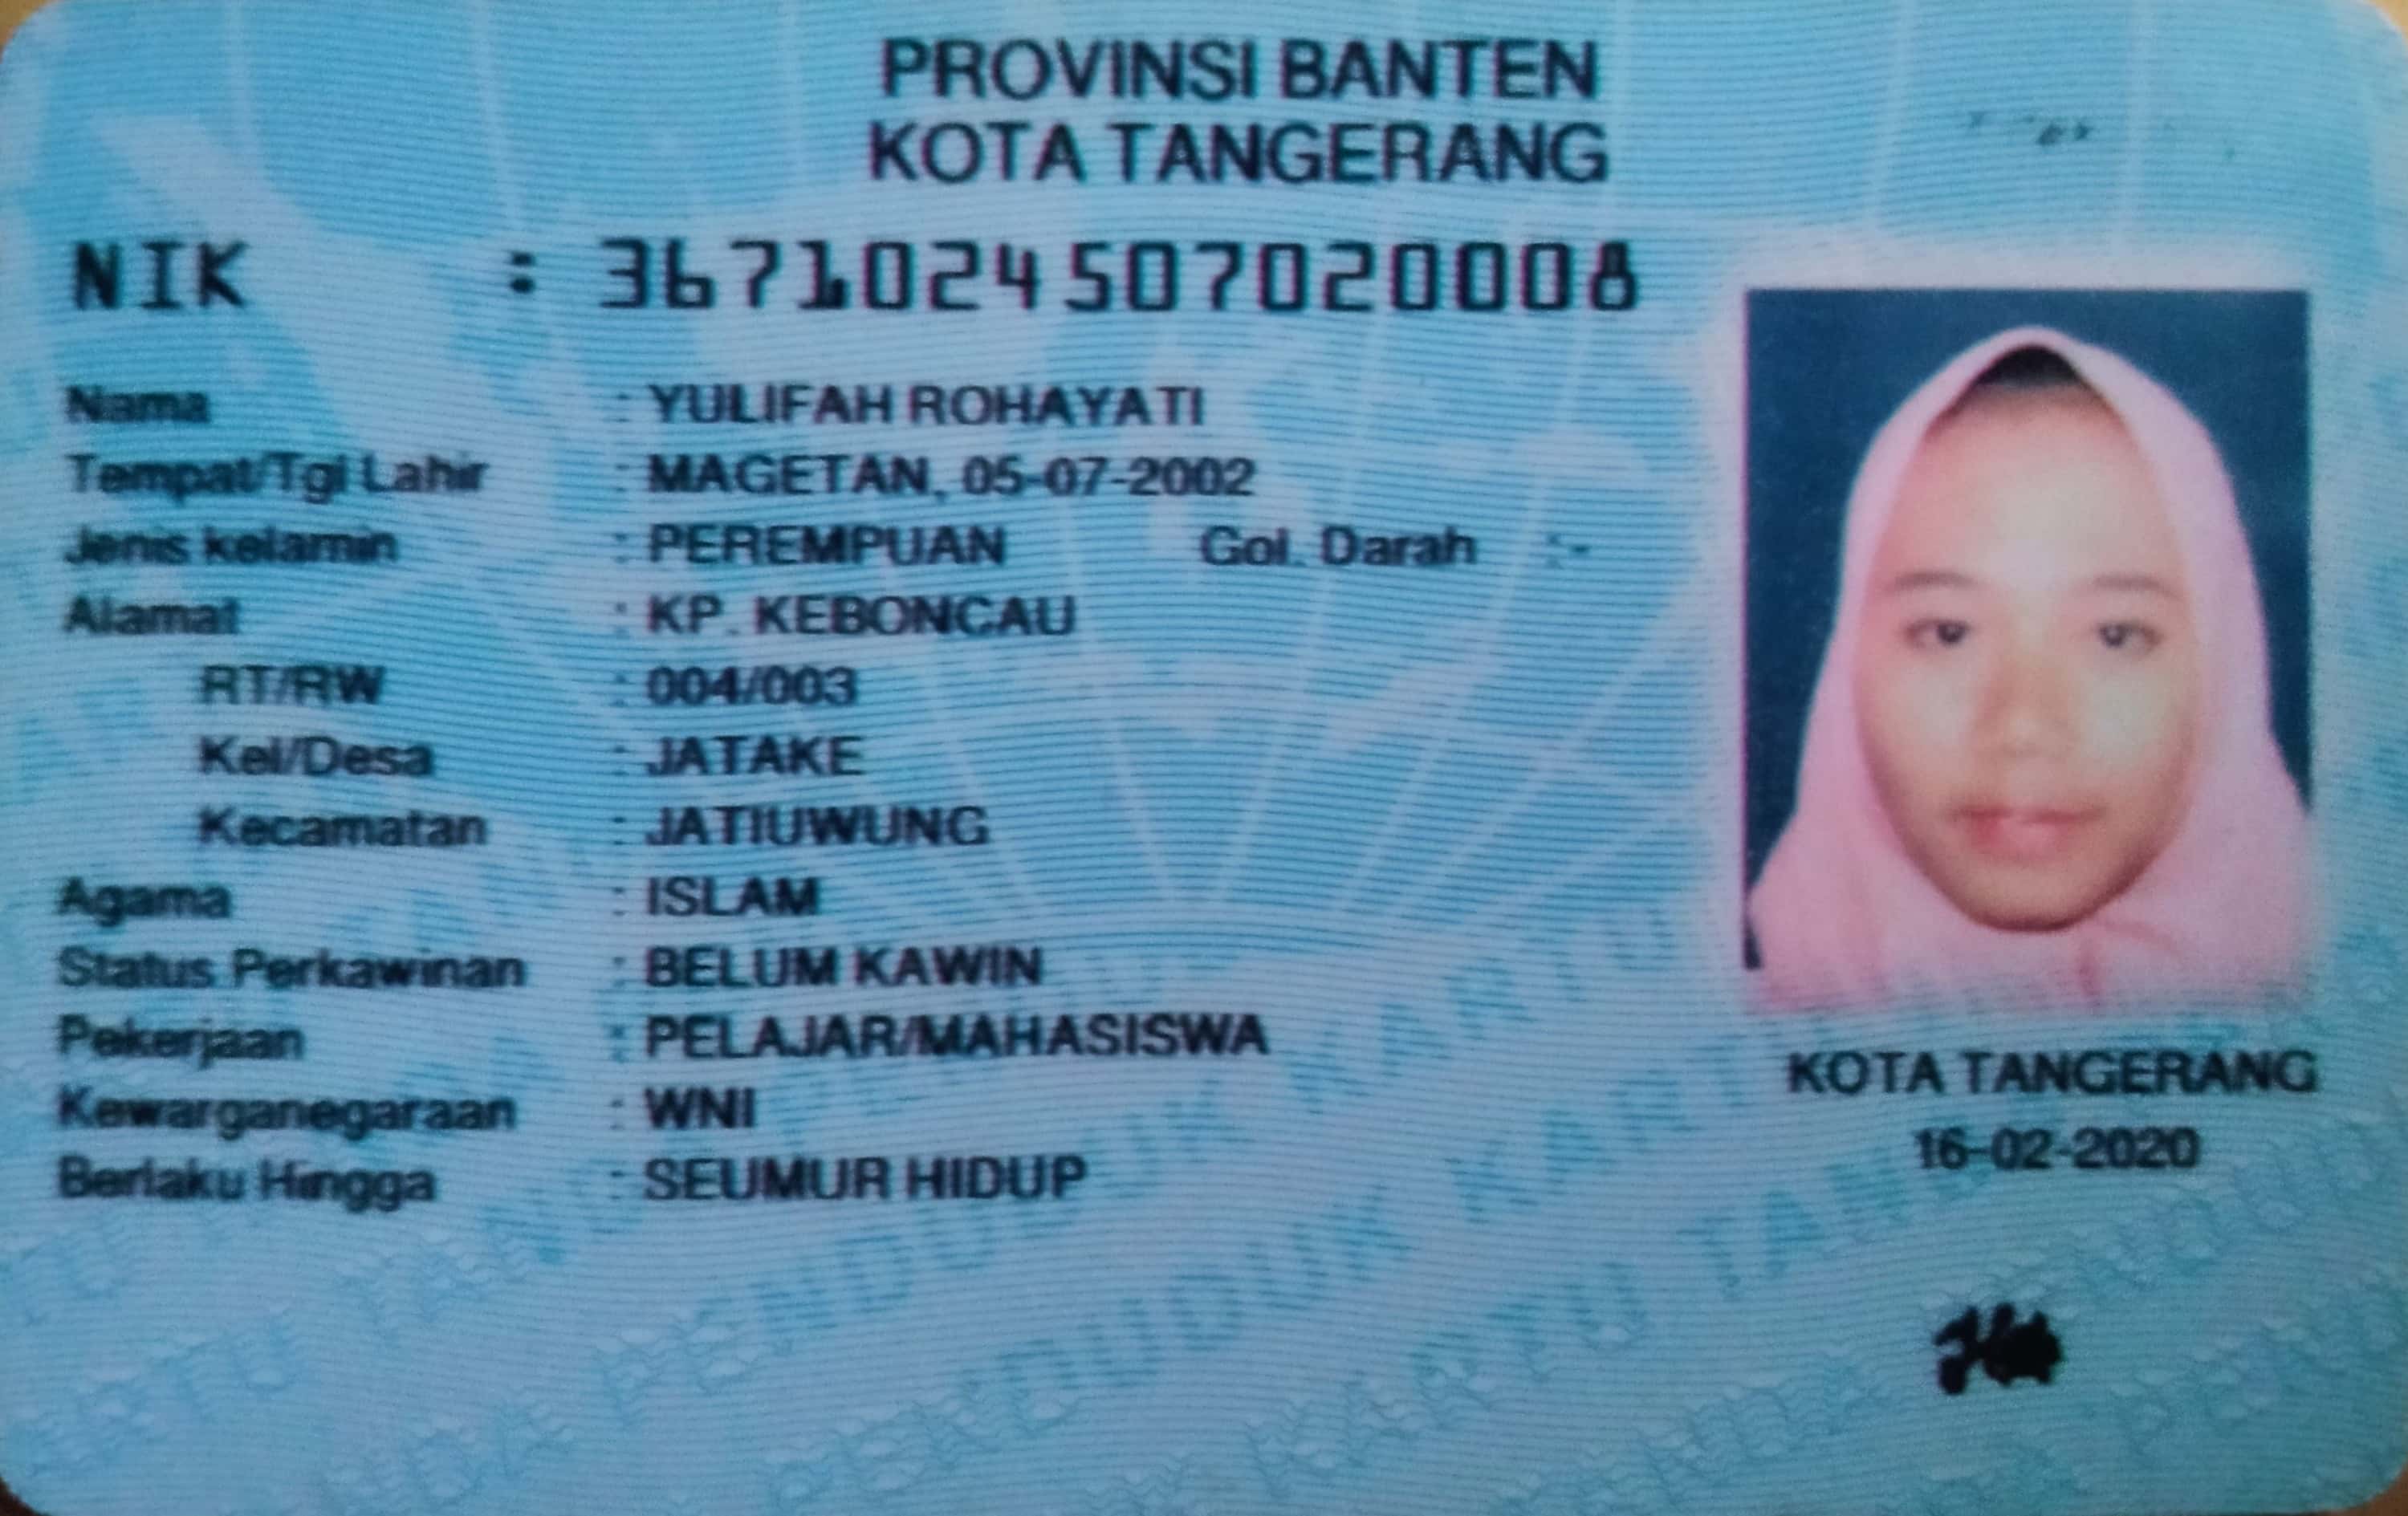 PROVINSI BANTEN
KOTA TANGERANG
NIK : 3671024507020008
Nama : YULIFAH ROHAYATI
Tempat/Tgl Lahir : MAGETAN, 05-07-2002
Jenis kelamin : PEREMPUAN Gol. Darah :-
Alamat : KP. KEBONCAU
RT/RW : 004/003
Kel/Desa : JATAKE
Kecamatan : JATIUWUNG
Agama : ISLAM
Status Perkawinan : BELUM KAWIN
Pekerjaan : PELAJAR/MAHASISWA
Kewarganegaraan : WNI
Berlaku Hingga : SEUMUR HIDUP
KOTA TANGERANG
16-02-2020